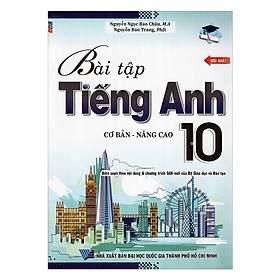 Nguyễn Ngọc Bảo Châu, M.A
Nguyễn Bảo Trang, PhD.
MỚI NHẤT
Bài tập
Tiếng Anh
CƠ BẢN - NÂNG CAO
10
Biên soạn theo nội dung & chương trình SGK mới của Bộ Giáo dục và Đào tạo
NHÀ XUẤT BẢN ĐẠI HỌC QUỐC GIA THÀNH PHỐ HỒ CHÍ MINH